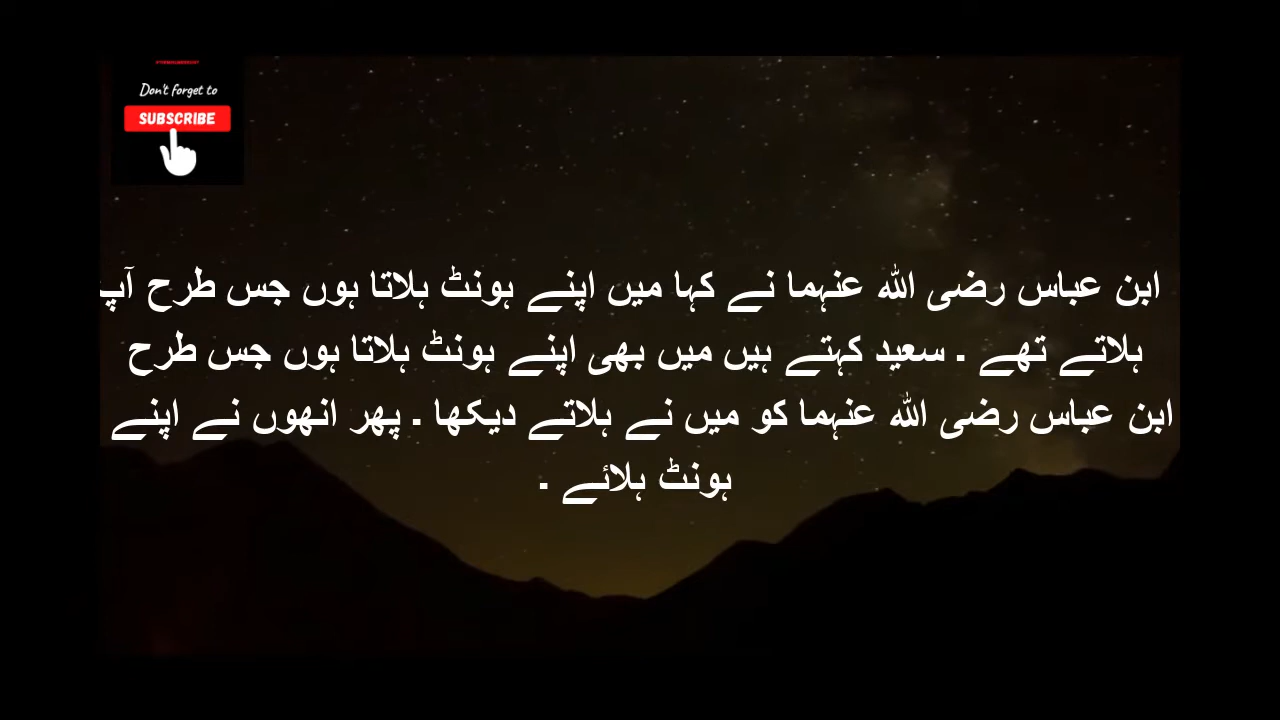 Don't forget to
SUBSCRIBE
ابن عباس رضی اللہ عنہما نے کہا میں اپنے ہونٹ ہلاتا ہوں جس طرح آپ
ہلاتے تھے ۔ سعید کہتے ہیں میں بھی اپنے ہونٹ ہلاتا ہوں جس طرح
ابن عباس رضی اللہ عنہما کو میں نے ہلاتے دیکھا ۔ پھر انھوں نے اپنے
ہونٹ ہلائے ۔